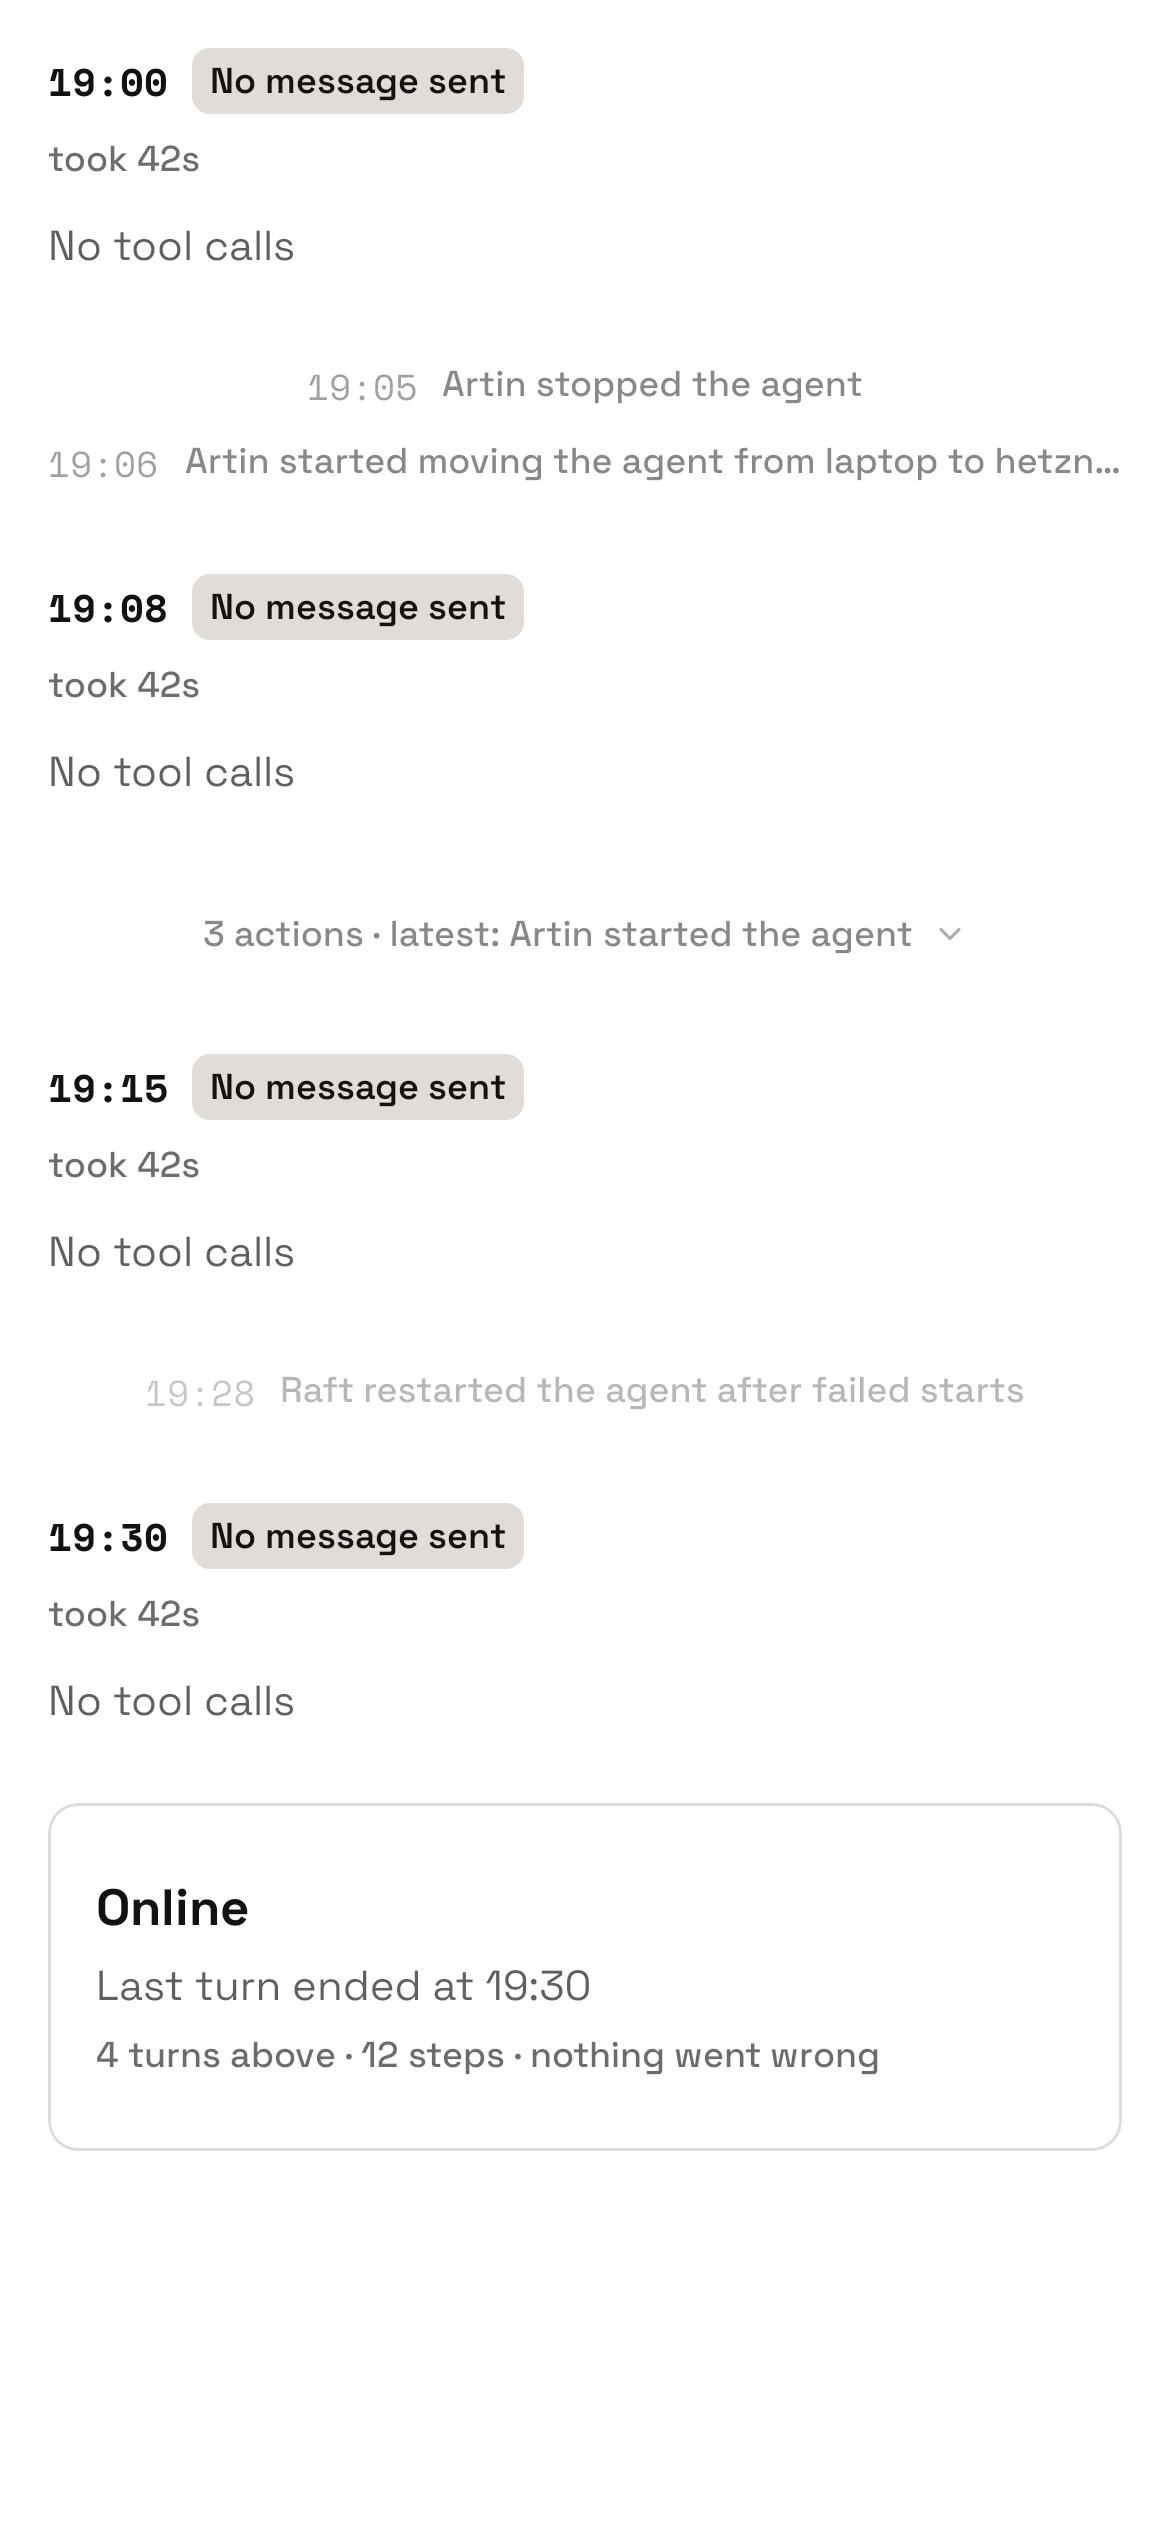 19:00 No message sent
took 42s
No tool calls
19:05 Artin stopped the agent
19:06 Artin started moving the agent from laptop to hetzn…
19:08 No message sent
took 42s
No tool calls
3 actions · latest: Artin started the agent
19:15 No message sent
took 42s
No tool calls
19:28 Raft restarted the agent after failed starts
19:30 No message sent
took 42s
No tool calls
Online
Last turn ended at 19:30
4 turns above · 12 steps · nothing went wrong